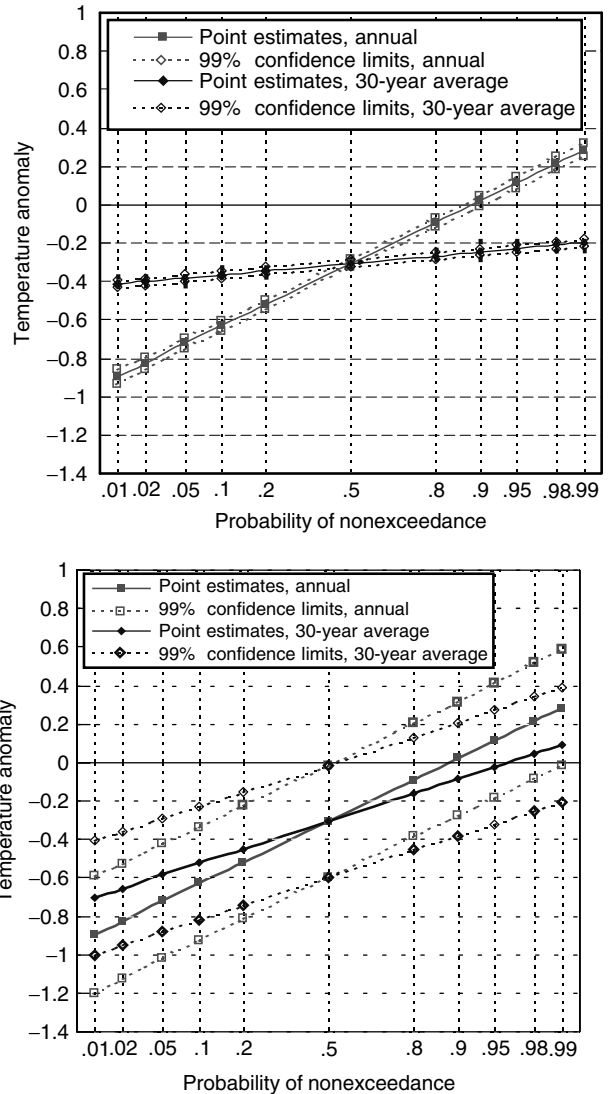 1
Point estimates, annual
99% confidence limits, annual
Point estimates, 30-year average
99% confidence limits, 30-year average
0.4
0.2
0
−0.2
−0.4
−0.6
−0.8
−1
−1.2
−1.4
Temperature anomaly
.01 .02 .05 .1 .2 .5 .8 .9 .95 .98 .99
Probability of nonexceedance
1
0.8
Point estimates, annual
99% confidence limits, annual
Point estimates, 30-year average
99% confidence limits, 30-year average
0.6
0.4
0.2
0
−0.2
−0.4
−0.6
−0.8
−1
−1.2
−1.4
Temperature anomaly
.01 .02 .05 .1 .2 .5 .8 .9 .95 .98 .99
Probability of nonexceedance